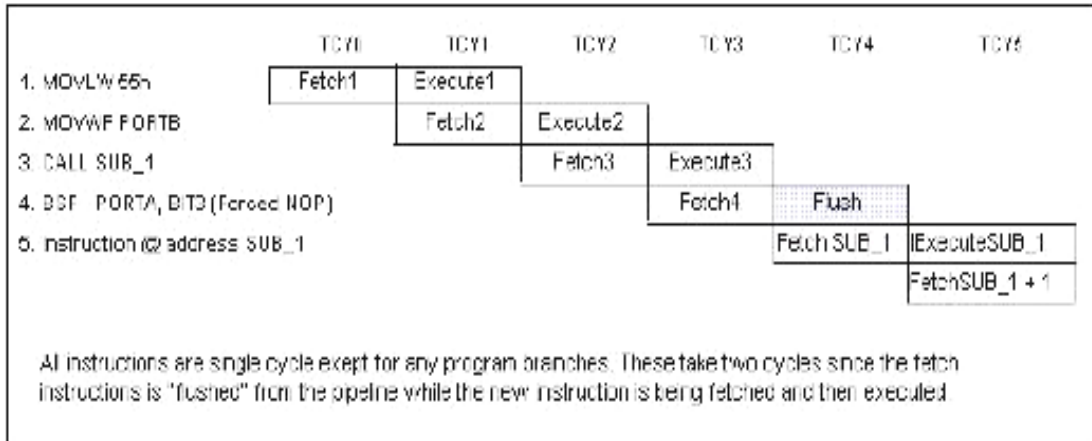 TCY0 TCY1 TCY2 TCY3 TCY4 TCY5
1. MOVLW 55h Fetch1 Execute1
2. MOVWF PORTB Fetch2 Execute2
3. CALL SUB_1 Fetch3 Execute3
4. BSF PORTA, BIT3 (Forced NOP) Fetch4 Flush
5. Instruction @ address SUB_1 Fetch SUB_1 ExecuteSUB_1
FetchSUB_1 + 1
All instructions are single cycle exept for any program branches. These take two cycles since the fetch
instructions is "flushed" from the pipeline while the new instruction is being fetched and then executed